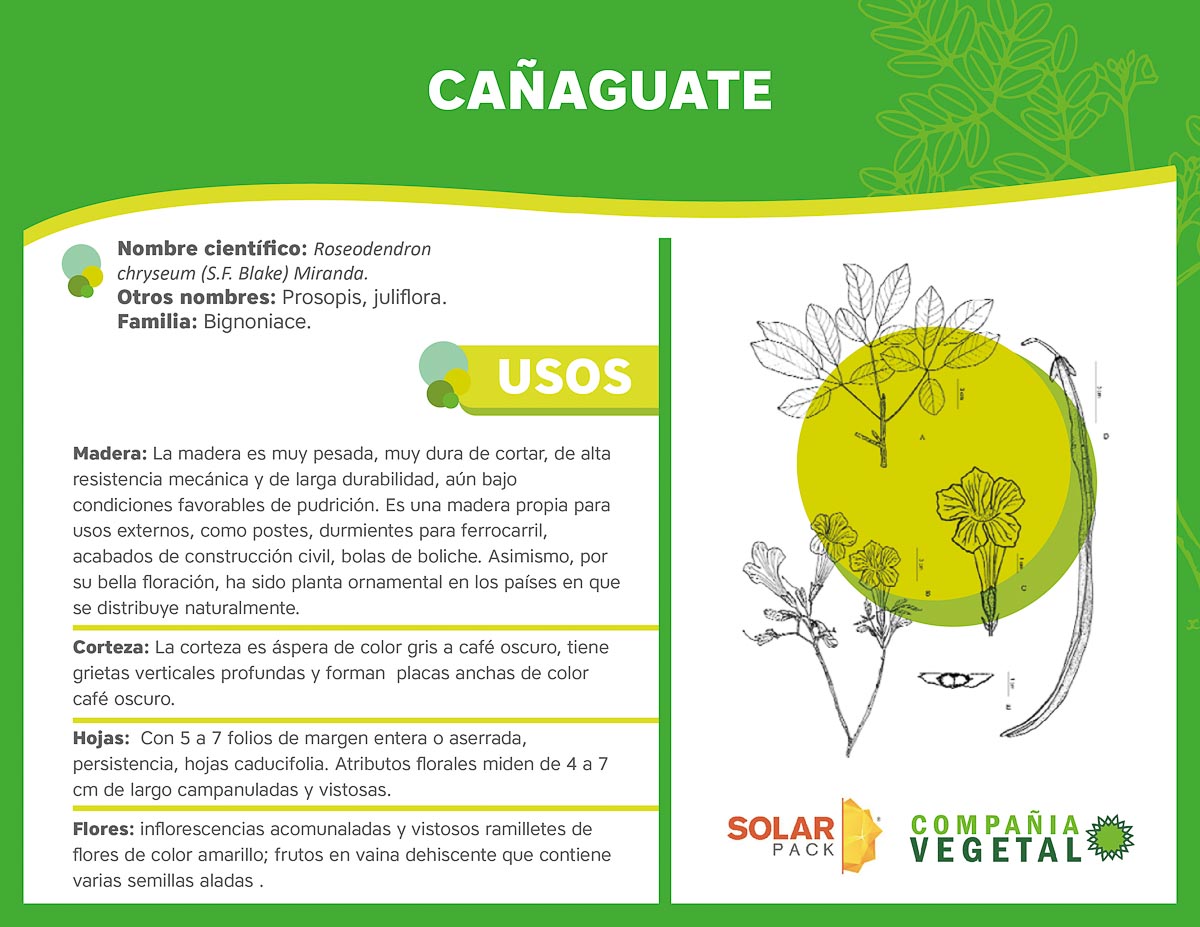 CAÑAGUATE
Nombre científico: Roseodendron
chryseum (S.F. Blake) Miranda.
Otros nombres: Prosopis, juliflora.
Familia: Bignoniace.
USOS
Madera: La madera es muy pesada, muy dura de cortar, de alta
resistencia mecánica y de larga durabilidad, aún bajo
condiciones favorables de pudrición. Es una madera propia para
usos externos, como postes, durmientes para ferrocarril,
acabados de construcción civil, bolas de boliche. Asimismo, por
su bella floración, ha sido planta ornamental en los países en que
se distribuye naturalmente.
Corteza: La corteza es áspera de color gris a café oscuro, tiene
grietas verticales profundas y forman placas anchas de color
café oscuro.
Hojas: Con 5 a 7 folios de margen entera o aserrada,
persistencia, hojas caducifolia. Atributos florales miden de 4 a 7
cm de largo campanuladas y vistosas.
Flores: inflorescencias acomunaladas y vistosos ramilletes de
flores de color amarillo; frutos en vaina dehiscente que contiene
varias semillas aladas .
A
B
C
D
E
SOLAR
PACK
COMPAÑIA
VEGETAL